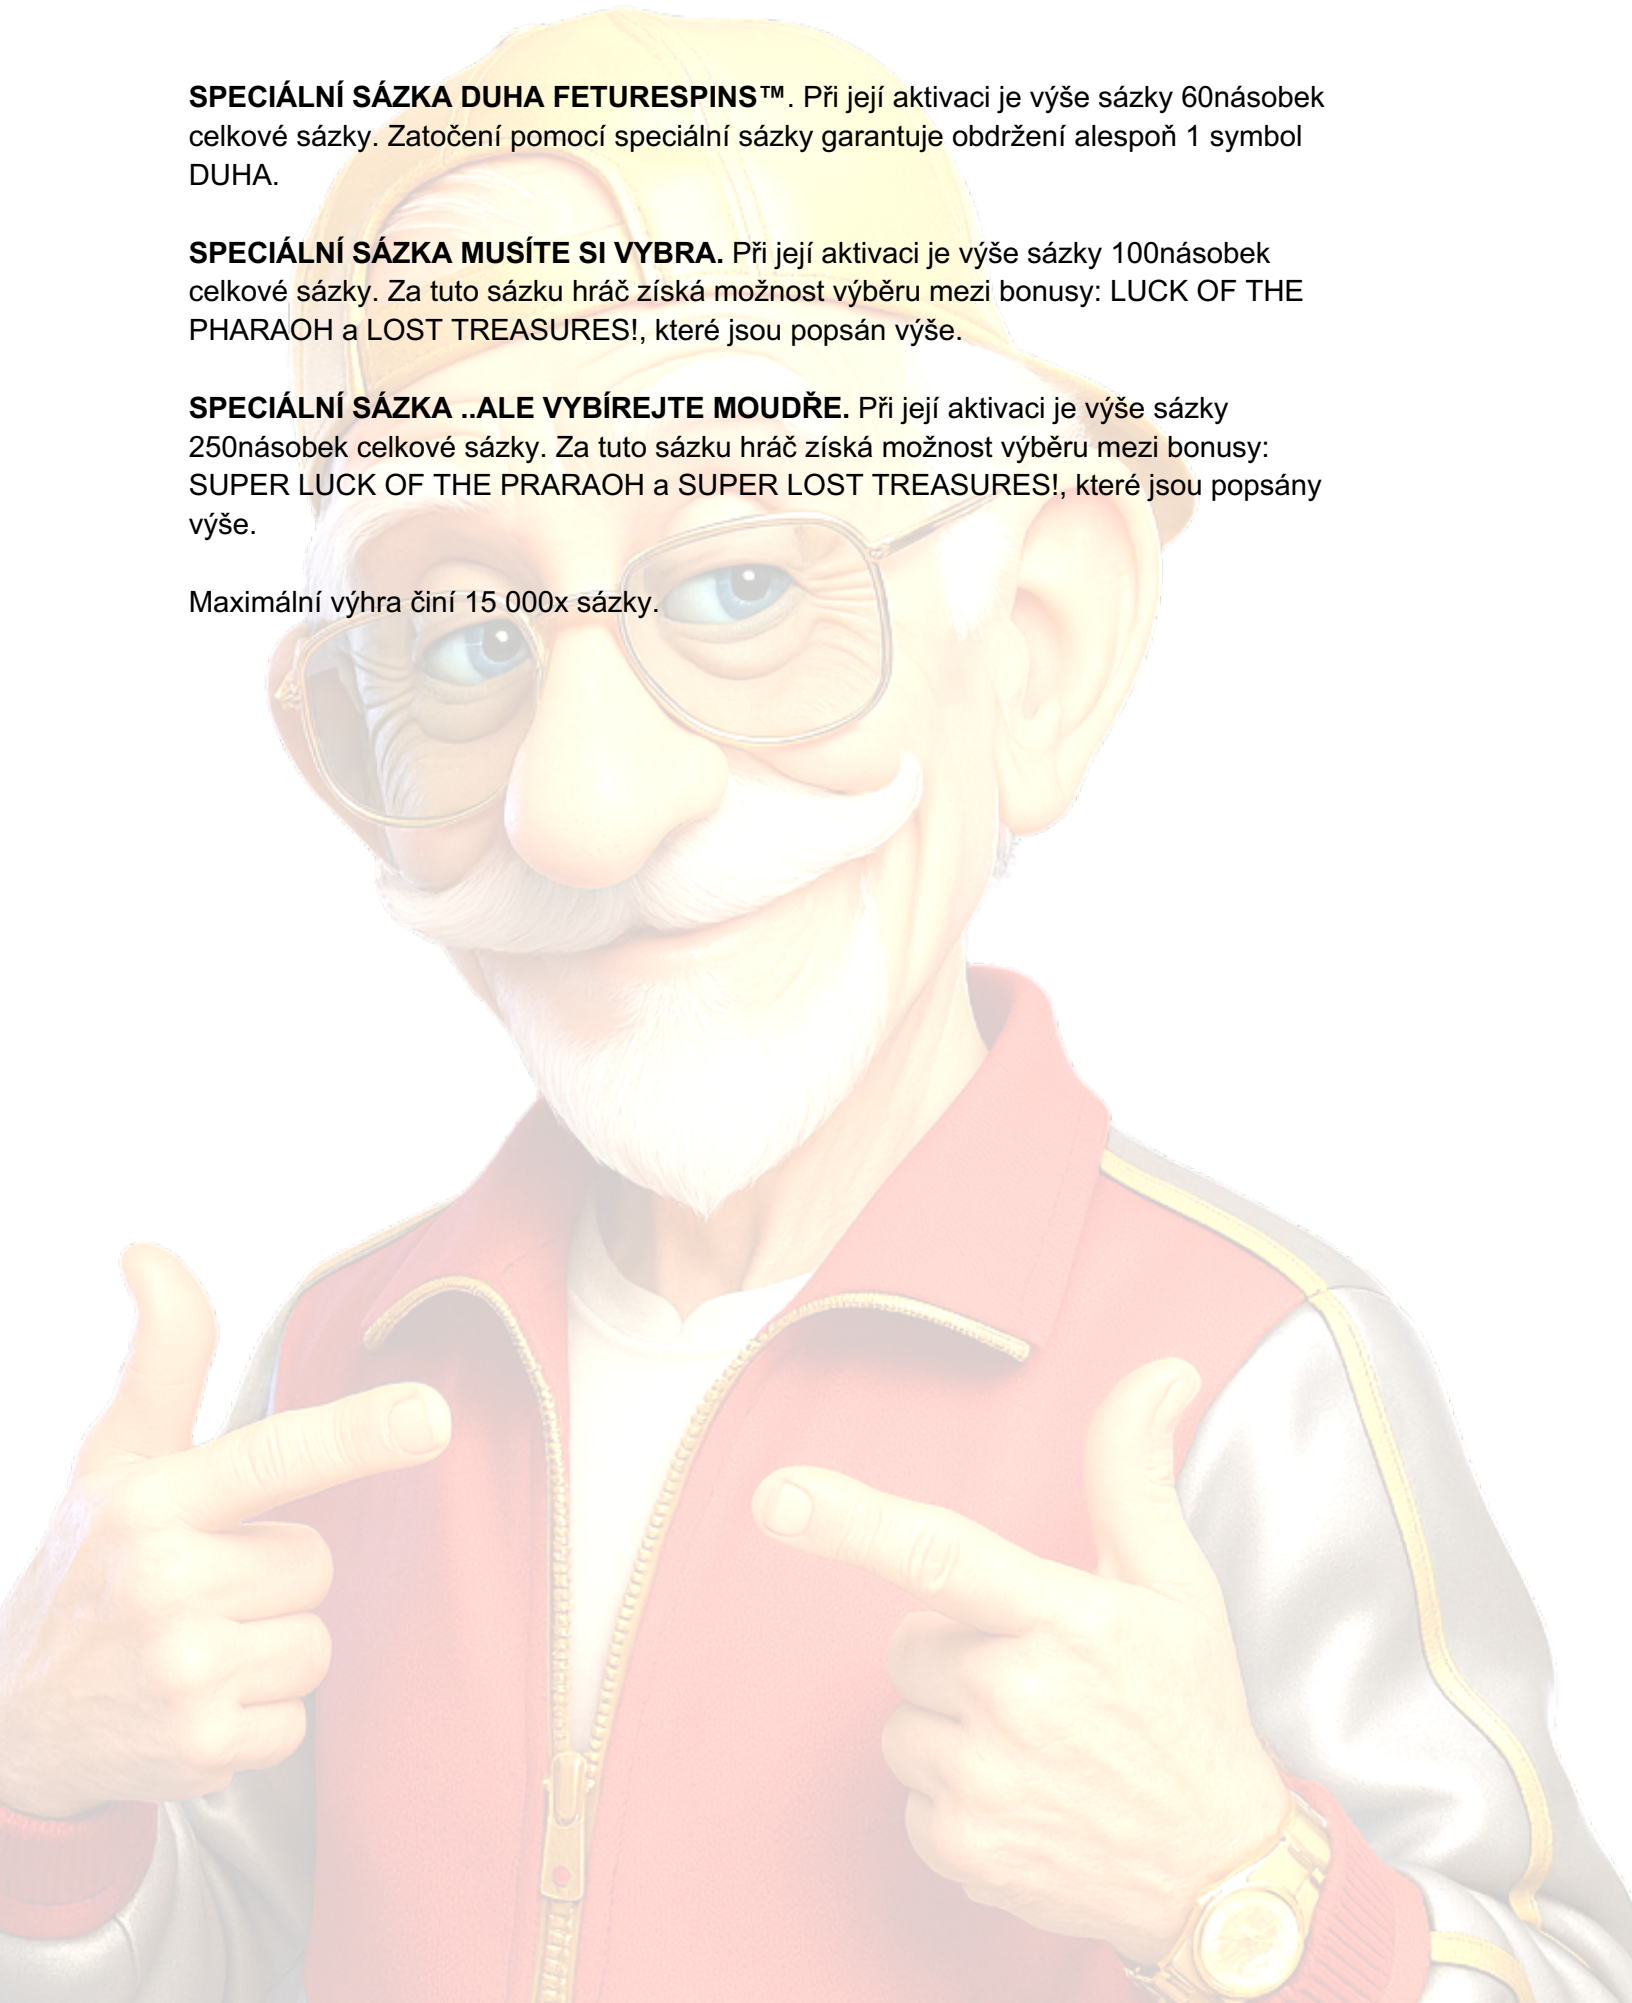 SPECIÁLNÍ SÁZKA DUHA FETURESPINS™. Při její aktivaci je výše sázky 60násobek
celkové sázky. Zatočení pomocí speciální sázky garantuje obdržení alespoň 1 symbol
DUHA.
SPECIÁLNÍ SÁZKA MUSÍTE SI VYBRA. Při její aktivaci je výše sázky 100násobek
celkové sázky. Za tuto sázku hráč získá možnost výběru mezi bonusy: LUCK OF THE
PHARAOH a LOST TREASURES!, které jsou popsán výše.
SPECIÁLNÍ SÁZKA ..ALE VYBÍREJTE MOUDŘE. Při její aktivaci je výše sázky
250násobek celkové sázky. Za tuto sázku hráč získá možnost výběru mezi bonusy:
SUPER LUCK OF THE PRARAOH a SUPER LOST TREASURES!, které jsou popsány
výše.
Maximální výhra činí 15 000x sázky.